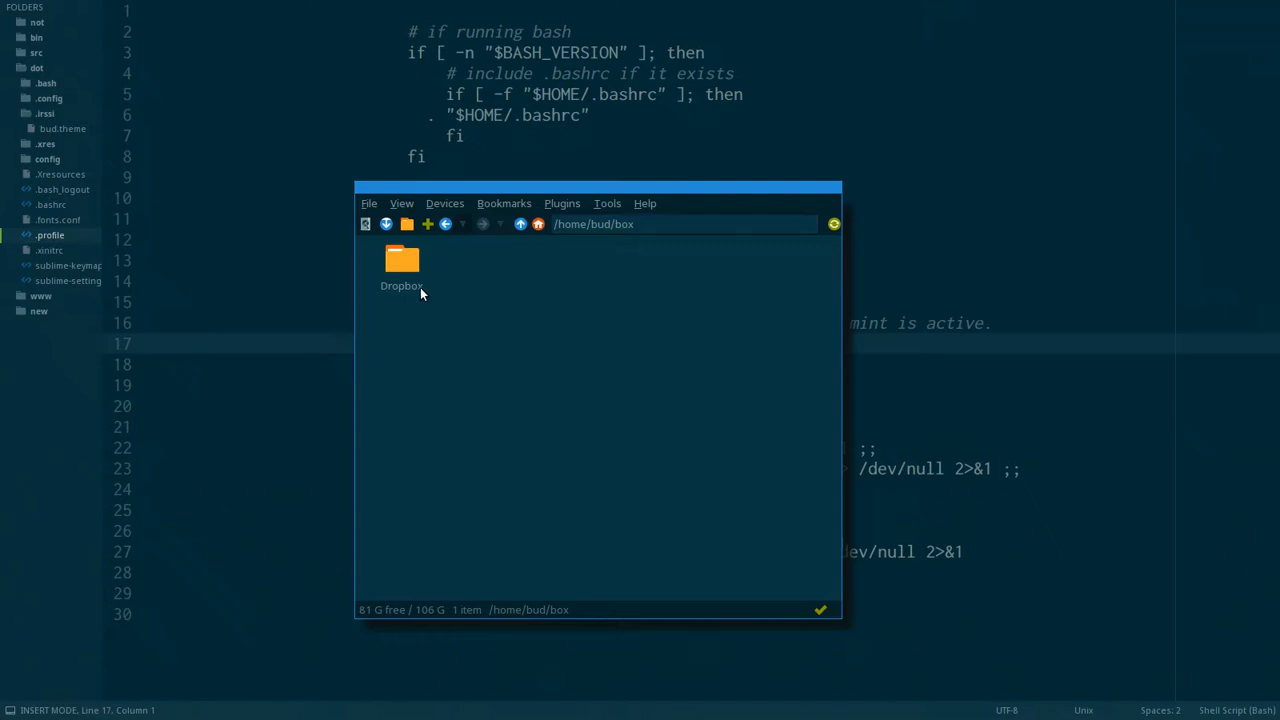 FOLDERS
not
bin
src
dot
.bash
.config
.irssi
bud.theme
.xres
config
.Xresources
.bash_logout
.bashrc
.fonts.conf
.profile
.xinitrc
sublime-keymap
sublime-setting
www
new
1
2 # if running bash
3 if [ -n "$BASH_VERSION" ]; then
4 # include .bashrc if it exists
5 if [ -f "$HOME/.bashrc" ]; then
6 . "$HOME/.bashrc"
7 fi
8 fi
9
10
11
12
13
14
15
16 mint is active.
17
18
19
20
21
22 ;;
23 > /dev/null 2>&1 ;;
24
25
26
27 dev/null 2>&1
28
29
30
File View Devices Bookmarks Plugins Tools Help
/home/bud/box
Dropbox
81 G free / 106 G 1 item /home/bud/box
INSERT MODE, Line 17, Column 1 UTF-8 Unix Spaces: 2 Shell Script (Bash)